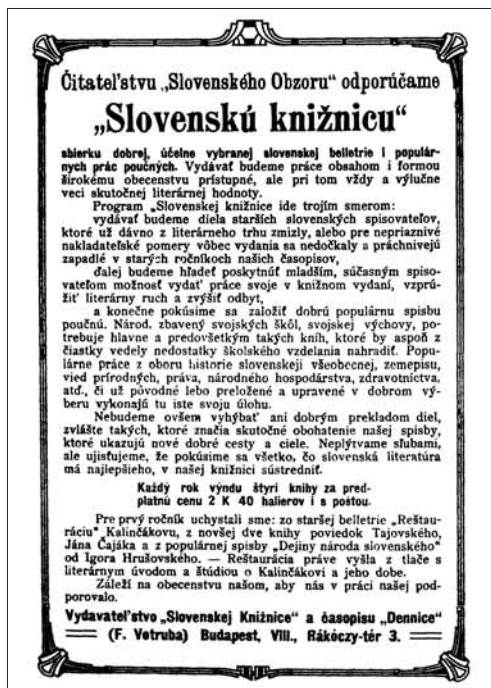 Čitateľstvu „Slovenského Obzoru“ odporúčame
„Slovenskú knižnicu“
sbierku dobrej, účelne vybranej slovenskej belletrie i populár-
nych prác poučných. Vydávať budeme práce obsahom i formou
širokému obecenstvu prístupné, ale pri tom vždy a výlučne
veci skutočnej literárnej hodnoty.
Program „Slovenskej knižnice ide trojím smerom:
vydávať budeme diela starších slovenských spisovateľov,
ktoré už dávno z literárneho trhu zmizly, alebo pre nepriaznivé
nakladateľské pomery vôbec vydania sa nedočkaly a práchnivejú
zapadlé v starých ročníkoch našich časopisov,
ďalej budeme hľadeť poskytnúť mladším, súčasným spiso-
vateľom možnosť vydať práce svoje v knižnom vydaní, vzprú-
žiť literárny ruch a zvýšiť odbyt,
a konečne pokúsime sa založiť dobrú populárnu spisbu
poučnú. Národ, zbavený svojských škôl, svojskej výchovy, po-
trebuje hlavne a predovšetkým takých kníh, ktoré by aspoň z
čiastky vedely nedostatky školského vzdelania nahradiť. Popu-
lárne práce z oboru historie slovenskeji všeobecnej, zemepisu,
vied prírodných, práva, národného hospodárstva, zdravotníctva,
atď., či už pôvodné lebo preložené a upravené v dobrom vý-
beru vykonajú tu iste svoju úlohu.
Nebudeme ovšem vyhýbať ani dobrým prekladom diel,
zvlášte takých, ktoré značia skutočné obohatenie našej spisby,
ktoré ukazujú nové dobré cesty a ciele. Neplýtvame sľubami,
ale ujisťujeme, že pokúsime sa všetko, čo slovenská literatúra
má najlepšieho, v našej knižnici sústredniť.
Každý rok výndu štyri knihy za pred-
platnú cenu 2 K 40 halierov i s poštou.
Pre prvý ročník uchystali sme: zo staršej belletrie „Reštau-
ráciu“ Kalinčákovu, z novšej dve knihy poviedok Tajovského,
Jána Čajáka a z populárnej spisby „Dejiny národa slovenského“
od Igora Hrušovského. — Reštaurácia práve vyšla z tlače s
literárnym úvodom a štúdiou o Kalinčákovi a jeho dobe.
Záleží na obecenstvu našom, aby nás v práci našej pod-
porovalo.
Vydavateľstvo „Slovenskej Knižnice“ a časopisu „Dennice“
(F. Votruba) Budapest, VIII., Rákóczy-tér 3.